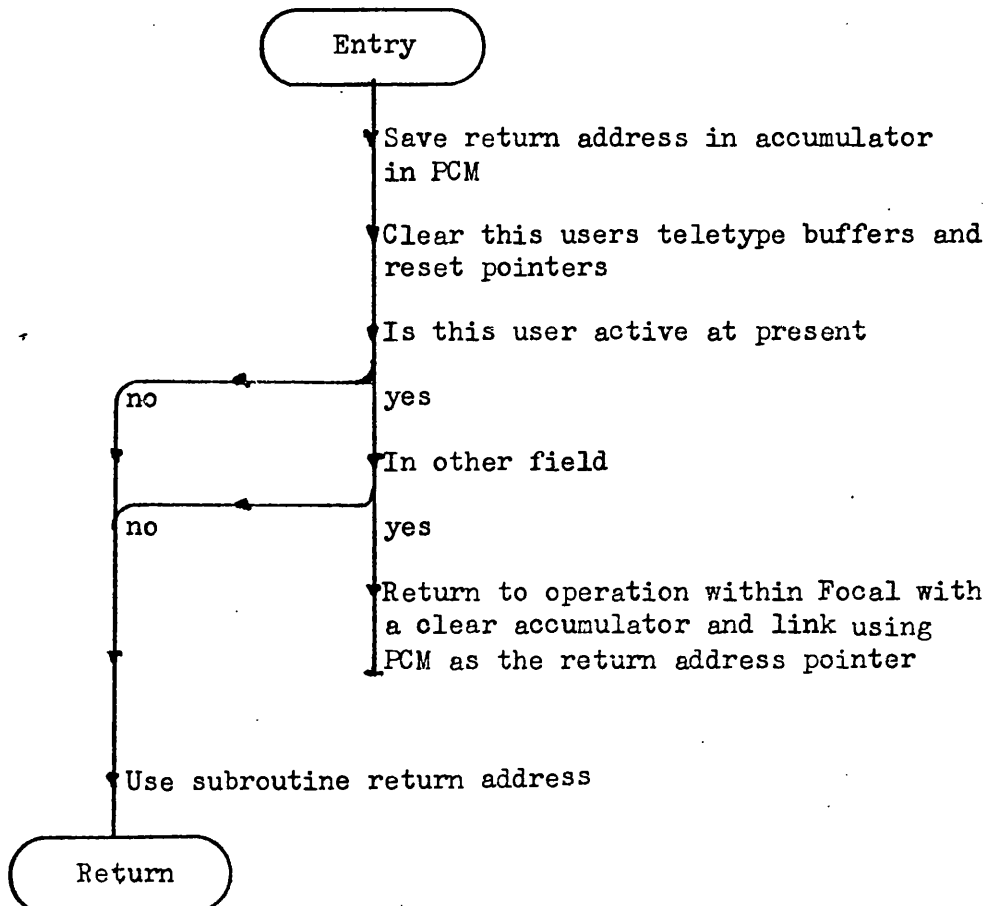 Entry
Save return address in accumulator
in PCM
Clear this users teletype buffers and
reset pointers
Is this user active at present
no
yes
In other field
no
yes
Return to operation within Focal with
a clear accumulator and link using
PCM as the return address pointer
Use subroutine return address
Return